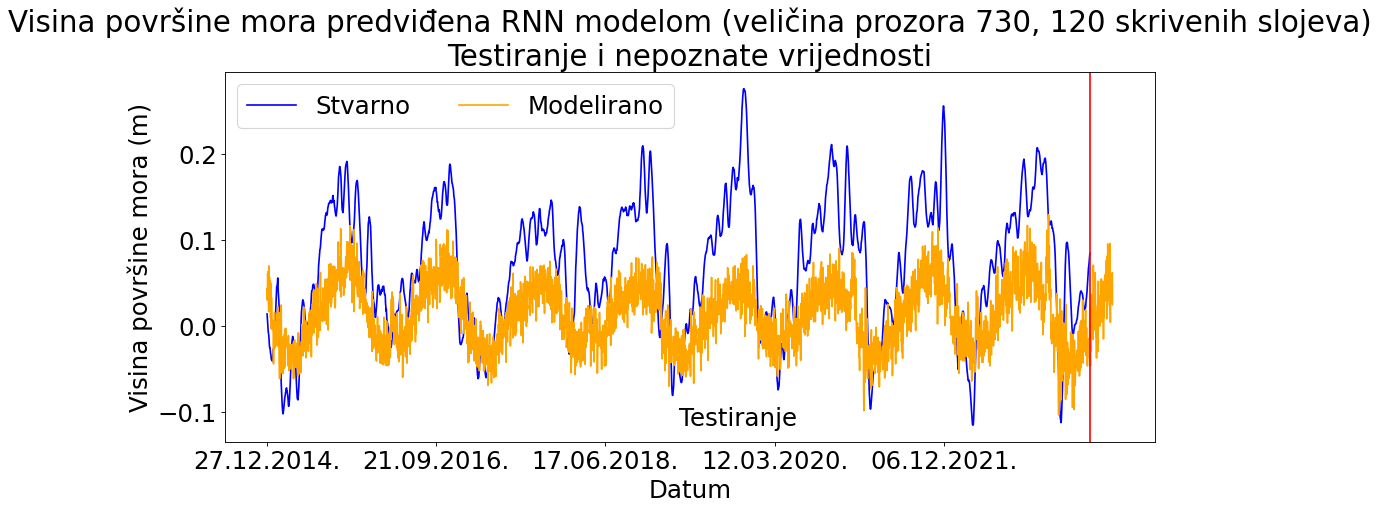 Visina površine mora predviđena RNN modelom (veličina prozora 730, 120 skrivenih slojeva)
Testiranje i nepoznate vrijednosti
Stvarno Modelirano
Visina površine mora (m)
0.2
0.1
0.0
−0.1
Testiranje
27.12.2014. 21.09.2016. 17.06.2018. 12.03.2020. 06.12.2021.
Datum